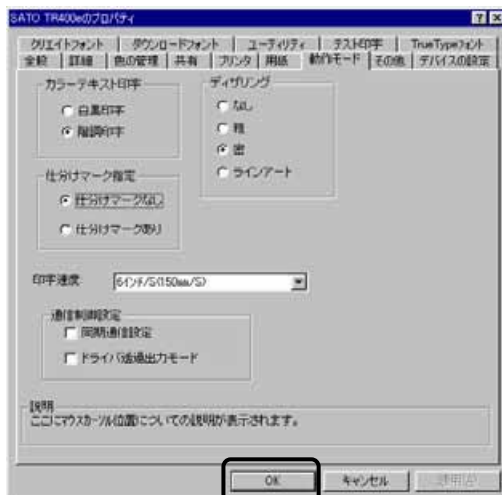 SATO TR400eのプロパティ
クリエイトフォント ダウンロードフォント ユーティリティ テスト印字 TrueTypeフォント
全般 詳細 色の管理 共有 プリンタ 用紙 動作モード その他 デバイスの設定
カラーテキスト印字
白黒印字
階調印字
ディザリング
なし
粗
密
ラインアート
仕分けマーク指定
仕分けマークなし
仕分けマークあり
印字速度
6インチ/S(150mm/S)
通信制御設定
同期通信設定
ドライバ透過出力モード
説明
ここにマウスカーソル位置についての説明が表示されます。
OK キャンセル 適用(A)